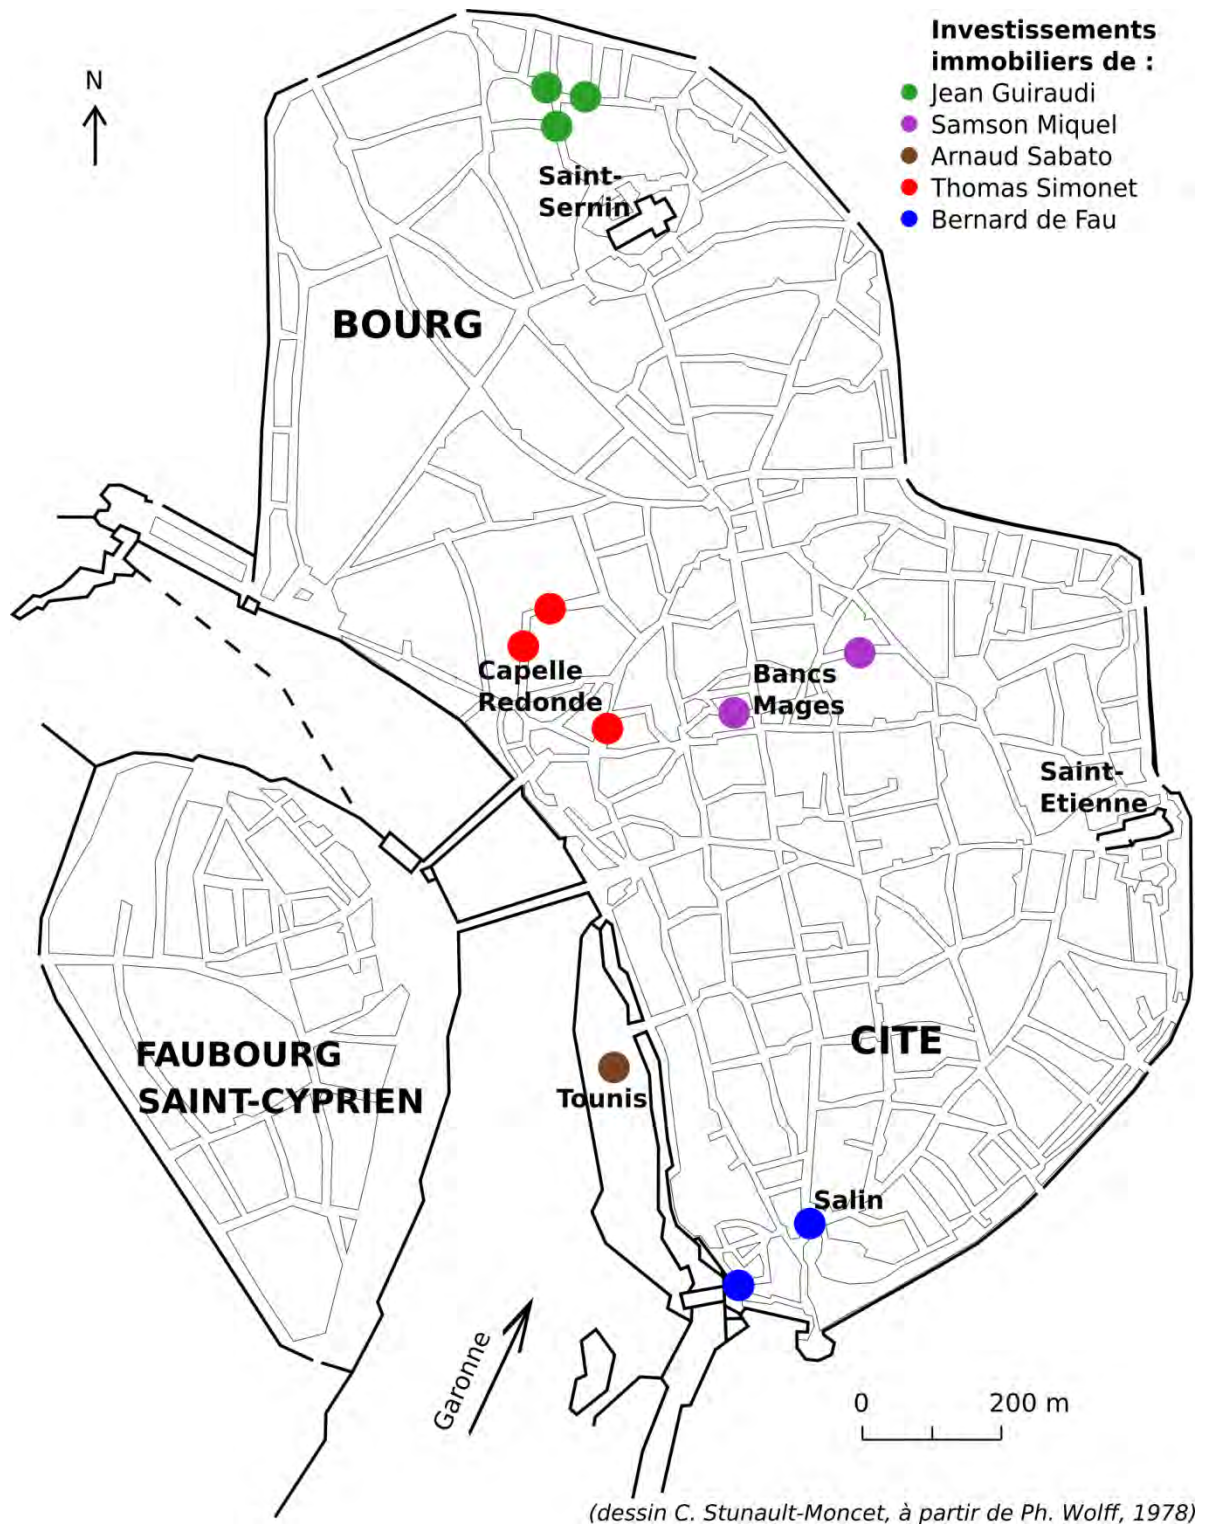 Investissements
immobiliers de :
Jean Guiraudi
Samson Miquel
Arnaud Sabato
Thomas Simonet
Bernard de Fau
N
Saint-
Sernin
BOURG
Capelle
Redonde
Bancs
Mages
Saint-
Etienne
CITE
FAUBOURG
SAINT-CYPRIEN
Tounis
Salin
Garonne
0 200 m
(dessin C. Stunault-Moncet, à partir de Ph. Wolff, 1978)